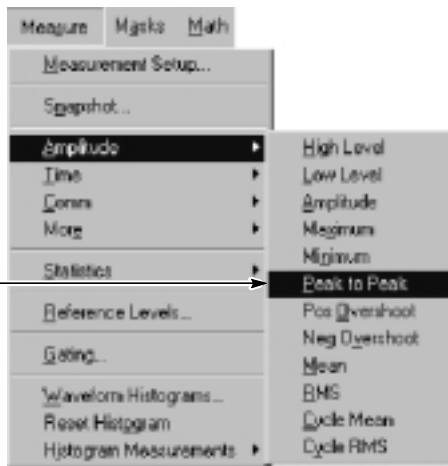 Measure Masks Math
Measurement Setup...
Snapshot...
Amplitude
Time
Comm
More
Statistics
Reference Levels...
Gating...
Waveform Histograms...
Reset Histogram
Histogram Measurements
High Level
Low Level
Amplitude
Maximum
Minimum
Peak to Peak
Pos Overshoot
Neg Overshoot
Mean
RMS
Cycle Mean
Cycle RMS